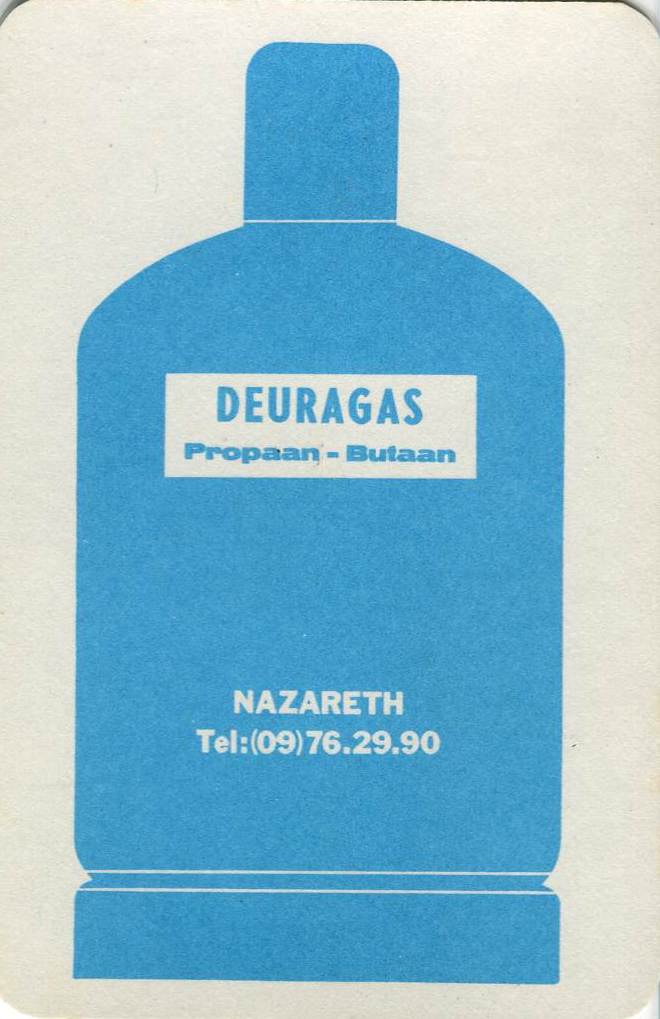 DEURAGAS
Propaan - Butaan
NAZARETH
Tel:(09)76.29.90